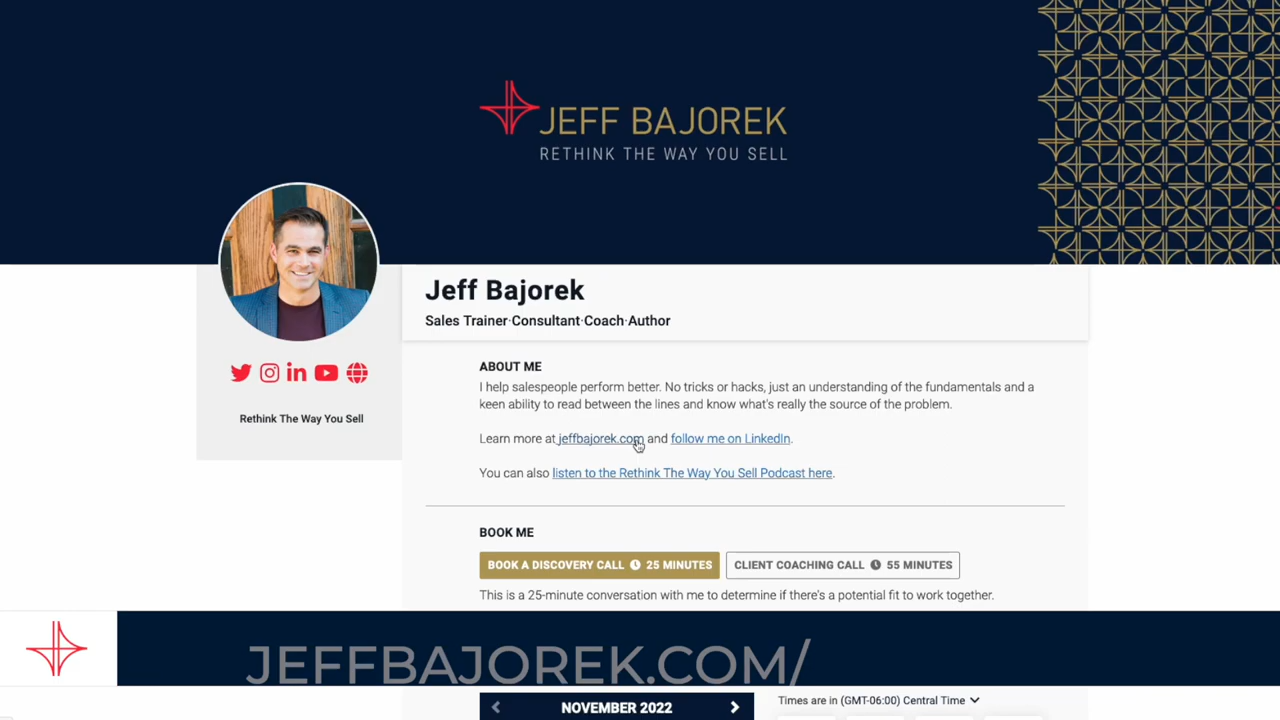 JEFF BAJOREK
RETHINK THE WAY YOU SELL
Jeff Bajorek
Sales Trainer·Consultant·Coach·Author
Rethink The Way You Sell
ABOUT ME
I help salespeople perform better. No tricks or hacks, just an understanding of the fundamentals and a
keen ability to read between the lines and know what's really the source of the problem.
Learn more at jeffbajorek.com and follow me on LinkedIn.
You can also listen to the Rethink The Way You Sell Podcast here.
BOOK ME
BOOK A DISCOVERY CALL 25 MINUTES
CLIENT COACHING CALL 55 MINUTES
This is a 25-minute conversation with me to determine if there's a potential fit to work together.
JEFFBAJOREK.COM/
NOVEMBER 2022
Times are in (GMT-06:00) Central Time